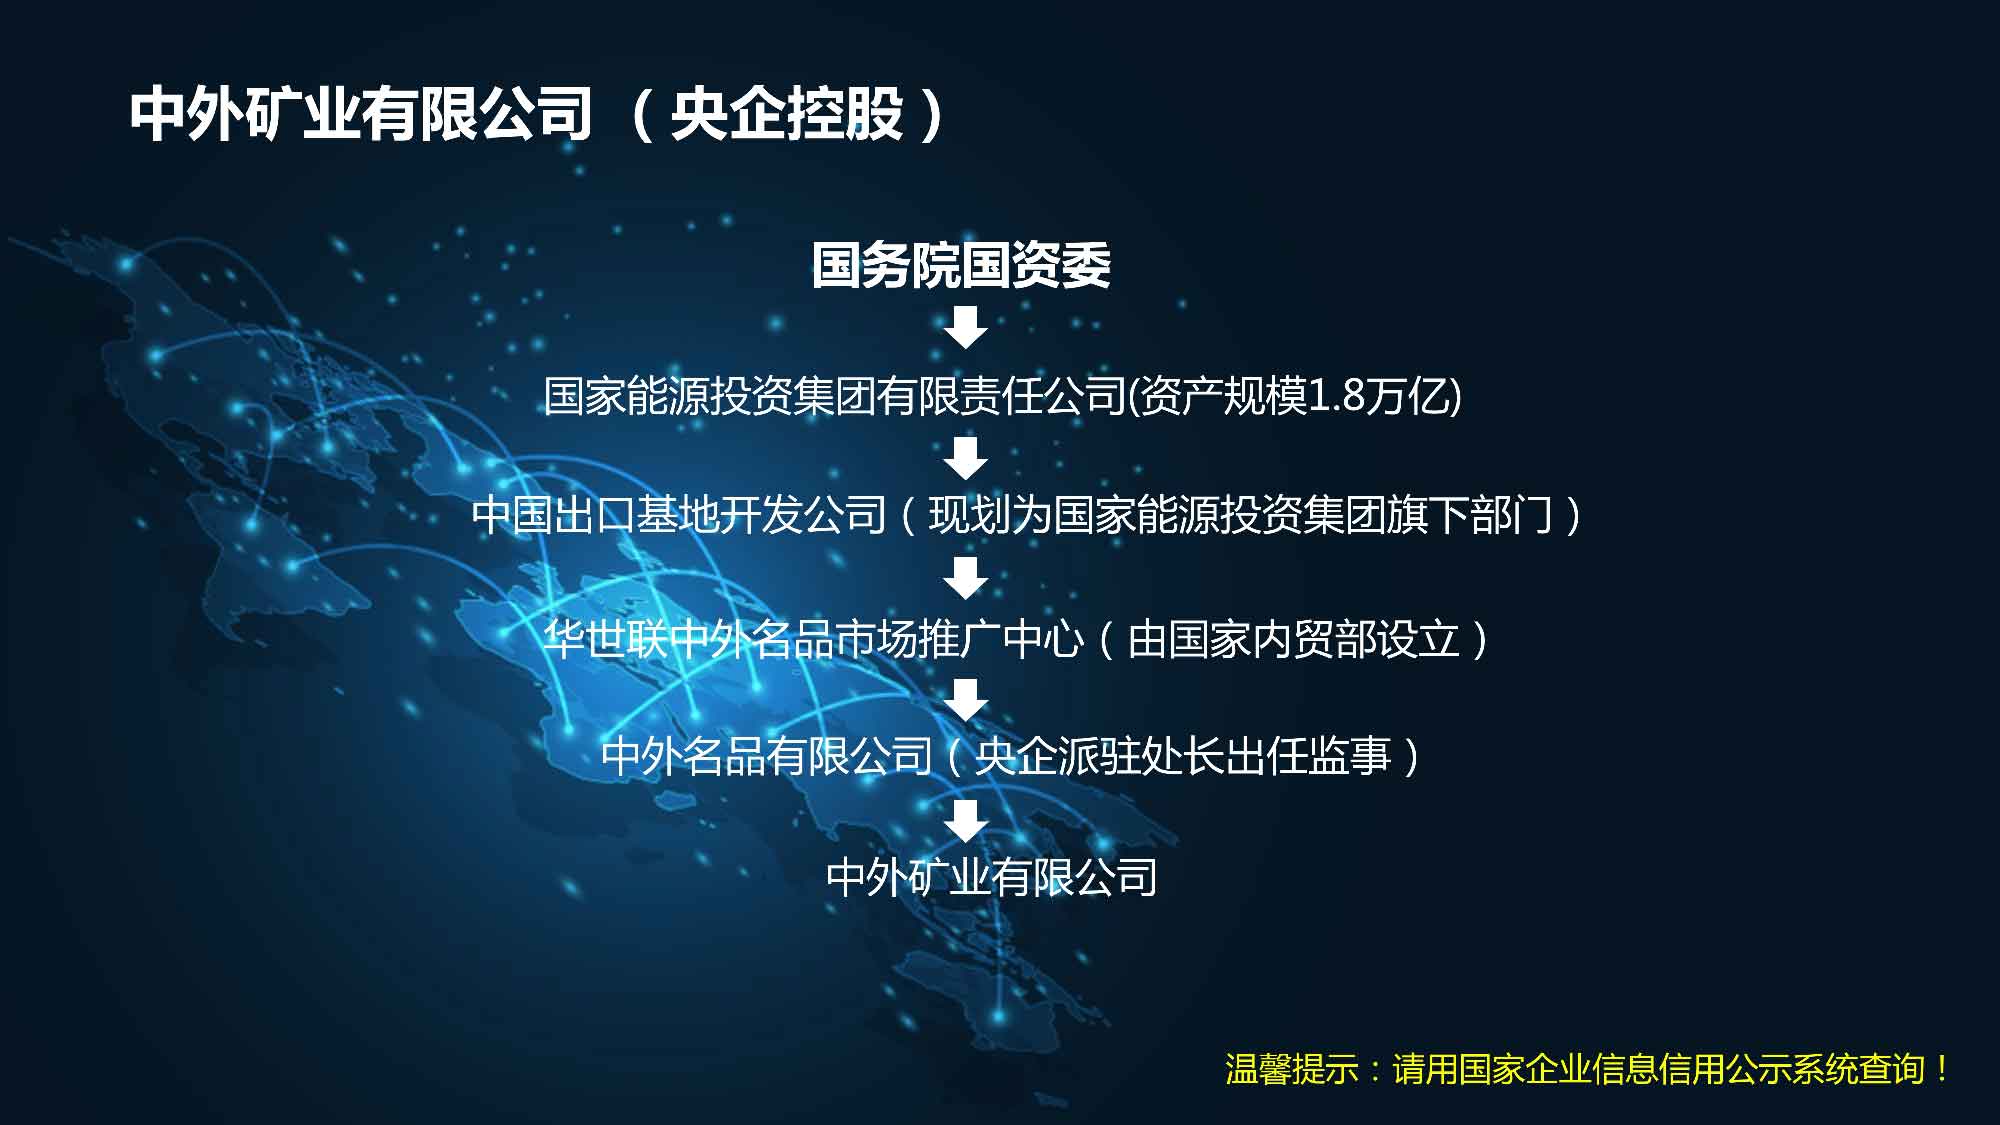 中外矿业有限公司（央企控股）
国务院国资委
国家能源投资集团有限责任公司(资产规模1.8万亿)
中国出口基地开发公司（现划为国家能源投资集团旗下部门）
华世联中外名品市场推广中心（由国家内贸部设立）
中外名品有限公司（央企派驻处长出任监事）
中外矿业有限公司
温馨提示：请用国家企业信息信用公示系统查询！